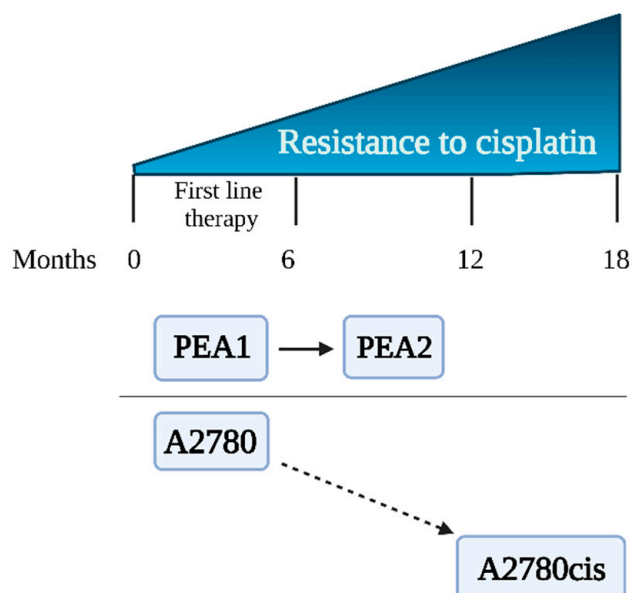 Resistance to cisplatin
First line
therapy
Months 0 6 12 18
PEA1 PEA2
A2780
A2780cis